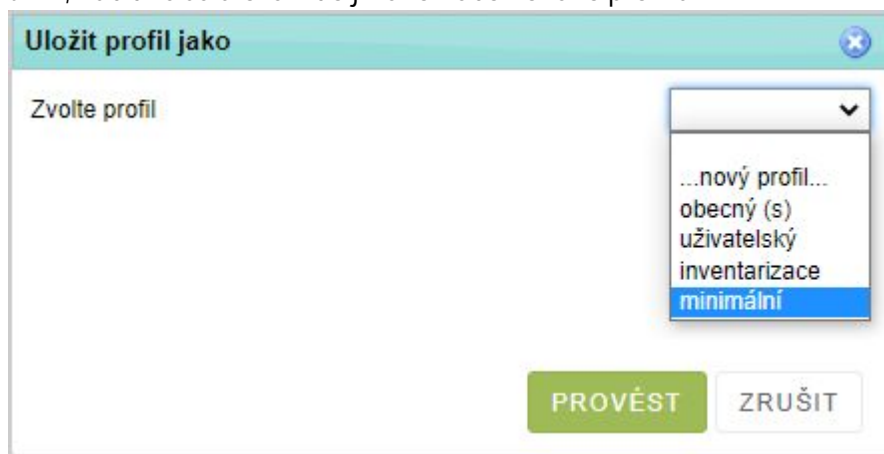 Uložit profil jako
Zvolte profil
...nový profil...
obecný (s)
uživatelský
inventarizace
minimální
PROVÉST ZRUŠIT